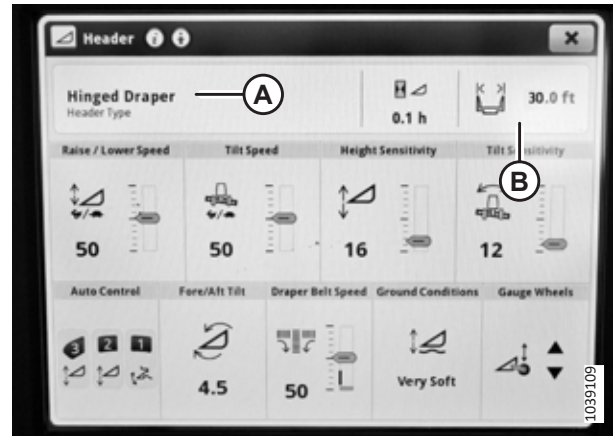 Header
Hinged Draper
Header Type
A
0.1 h
30.0 ft
B
Raise / Lower Speed
Tilt Speed
Height Sensitivity
Tilt Sensitivity
50
50
16
12
Auto Control
Fore/Aft Tilt
Draper Belt Speed
Ground Conditions
Gauge Wheels
3 2 1
4.5
50
Very Soft
1039109